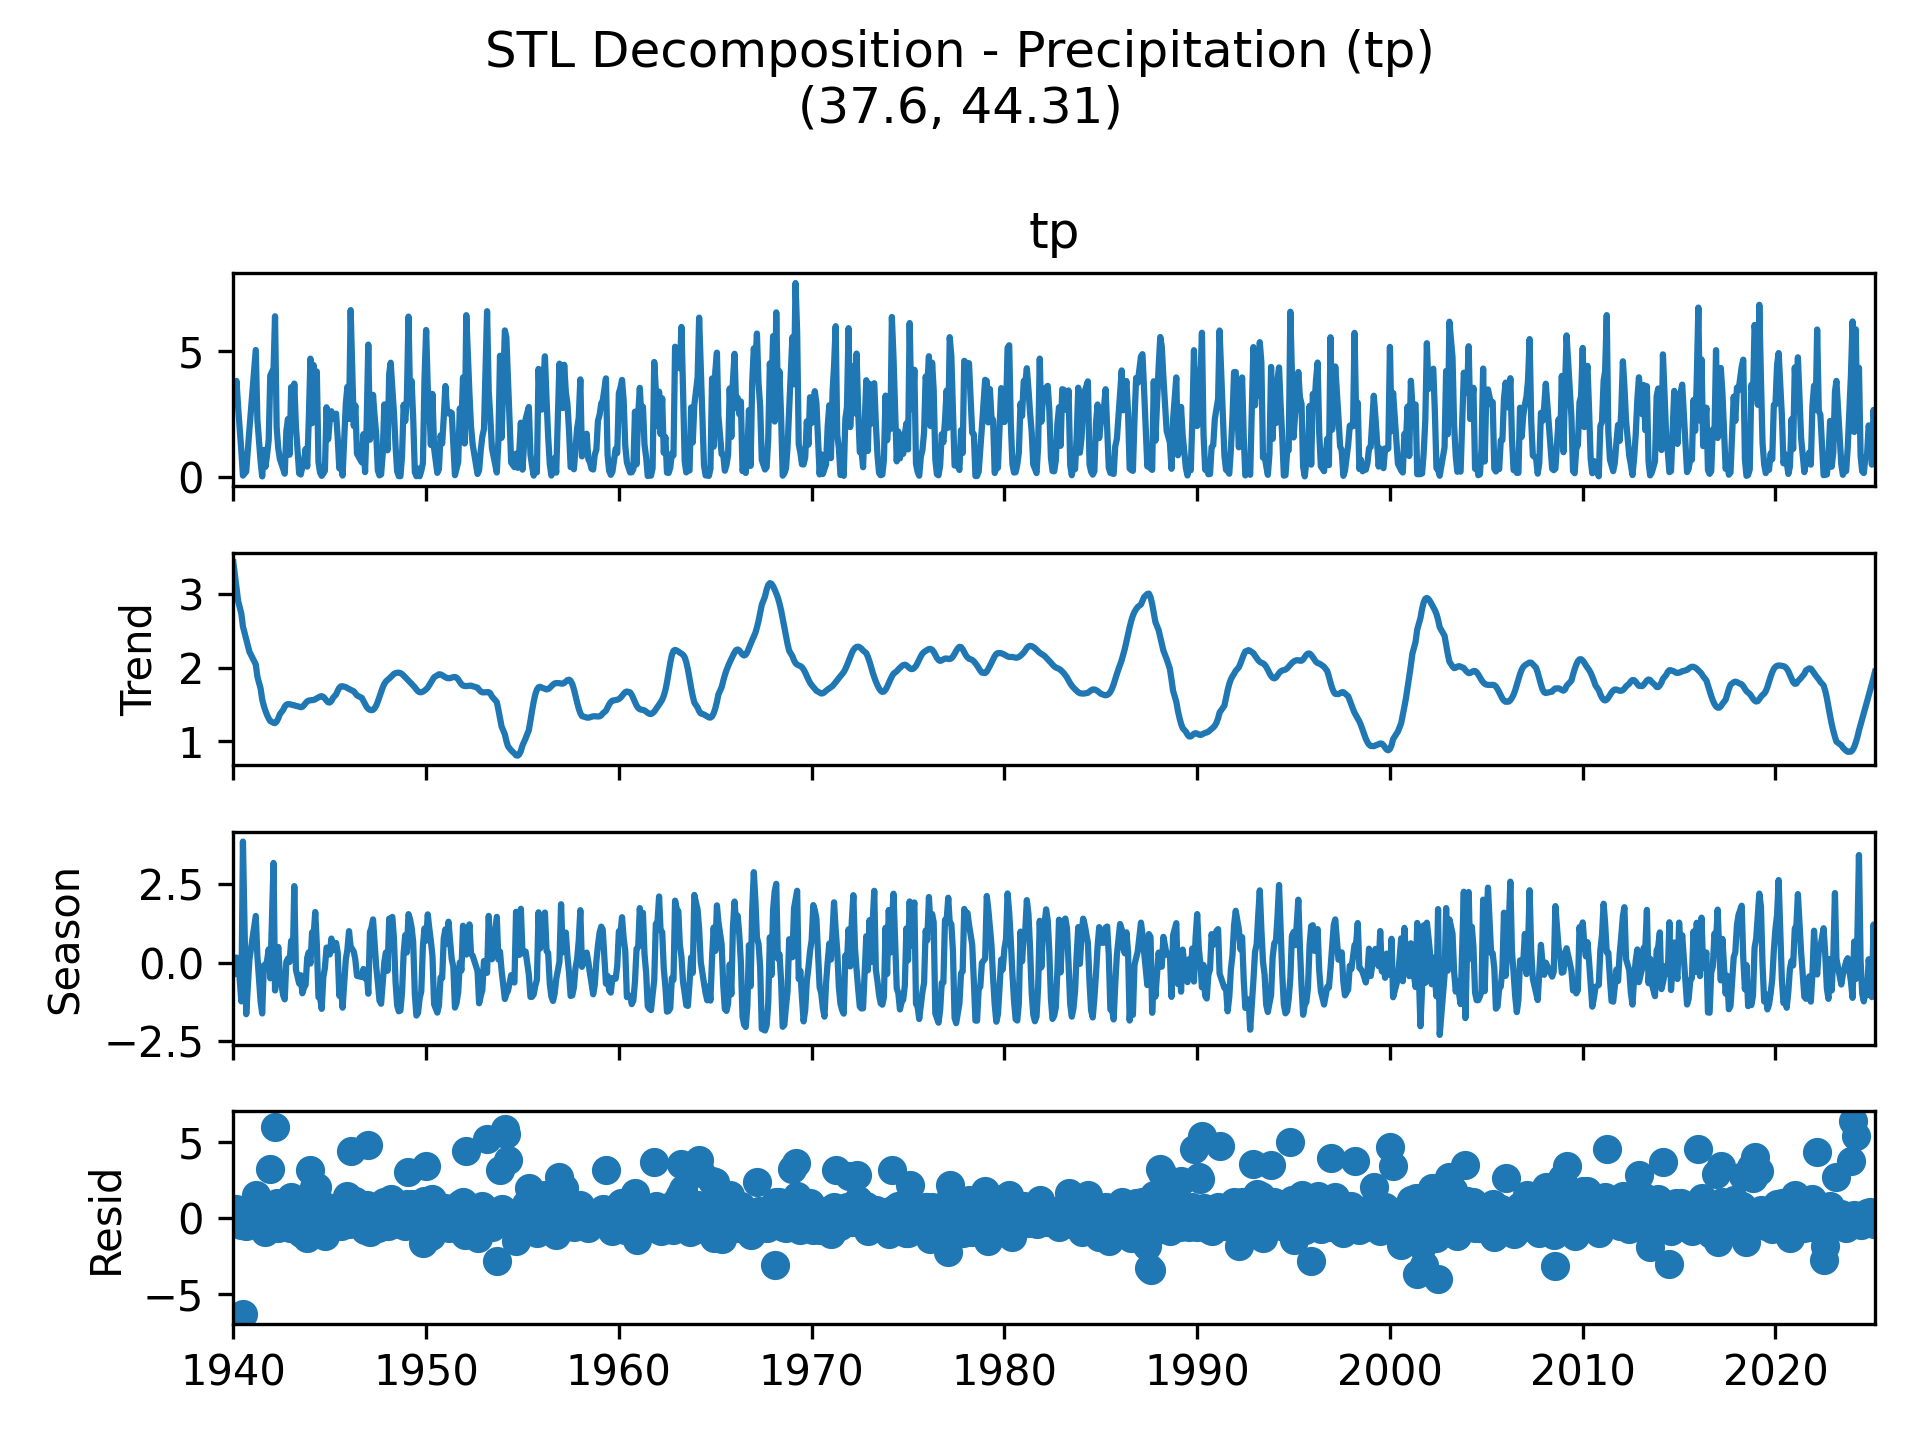 STL Decomposition - Precipitation (tp)
(37.6, 44.31)
tp
5
0
Trend
3
2
1
Season
2.5
0.0
−2.5
Resid
5
0
−5
1940 1950 1960 1970 1980 1990 2000 2010 2020